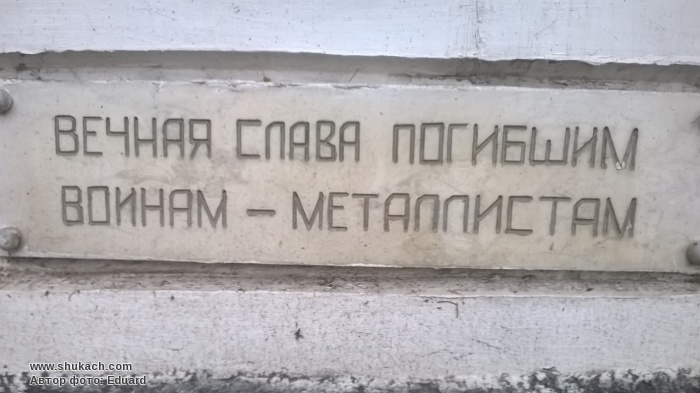 ВЕЧНАЯ СЛАВА ПОГИБШИМ
ВОИНАМ – МЕТАЛЛИСТАМ
www.shukach.com
Автор фото: Eduard